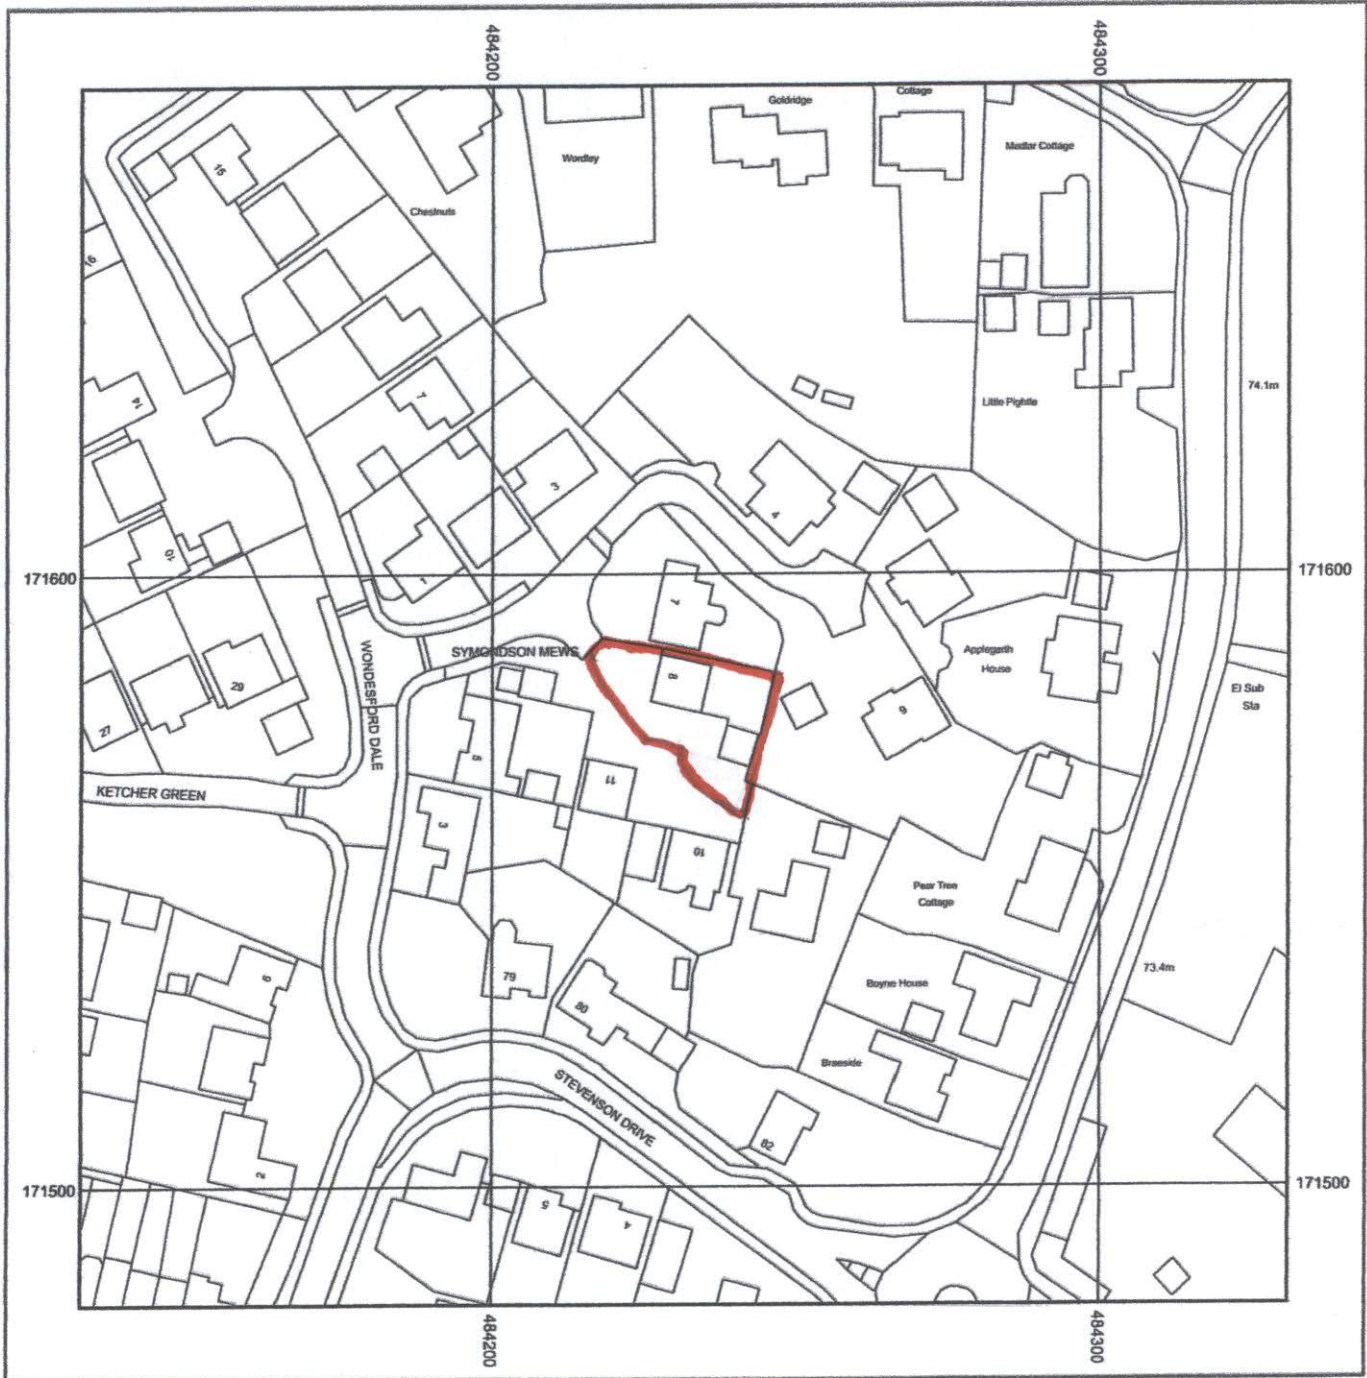 484200
484300
Goldridge
Cottage
Medlar Cottage
Wordley
15
Chestnuts
16
74.1m
14
7
Little Pightle
3
4
10
1
171600
171600
7
SYMONDSON MEWS
WONDESFORD DALE
Applegarth
House
8
29
El Sub
Sta
9
27
5
11
KETCHER GREEN
3
10
Pear Tree
Cottage
79
73.4m
6
Boyne House
80
Braeside
STEVENSON DRIVE
82
2
171500
171500
5
4
484200
484300